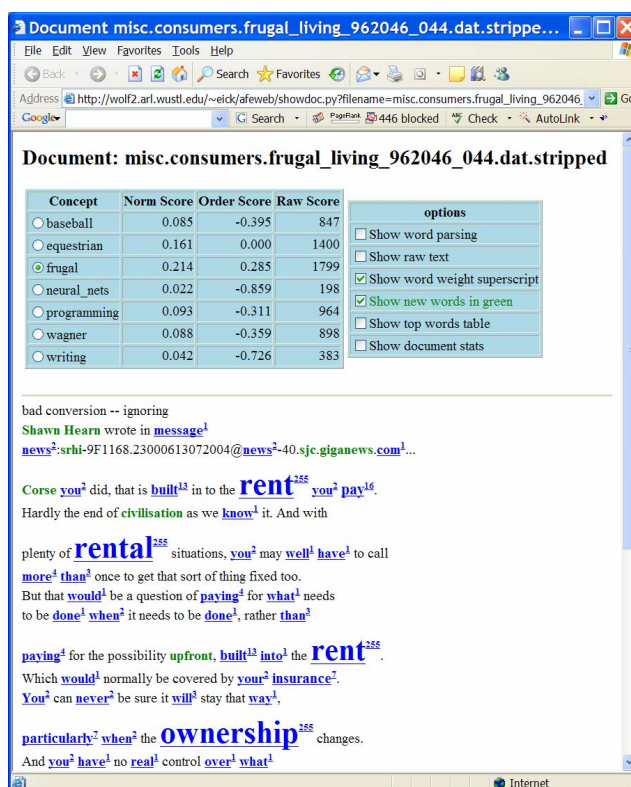 Document misc.consumers.frugal_living_962046_044.dat.strippe...
File Edit View Favorites Tools Help
Back Search Favorites
Address http://wolf2.arl.wustl.edu/~eick/afeweb/showdoc.py?filename=misc.consumers.frugal_living_962046_ Go
Google Search PageRank 446 blocked Check AutoLink
Document: misc.consumers.frugal_living_962046_044.dat.stripped
Concept Norm Score Order Score Raw Score
baseball 0.085 -0.395 847
equestrian 0.161 0.000 1400
frugal 0.214 0.285 1799
neural_nets 0.022 -0.859 198
programming 0.093 -0.311 964
wagner 0.088 -0.359 898
writing 0.042 -0.726 383
options
Show word parsing
Show raw text
Show word weight superscript
Show new words in green
Show top words table
Show document stats
bad conversion -- ignoring
Shawn Hearn wrote in message1
news2:srhi-9F1168.23000613072004@news2-40.sjc.giganews.com1...
Corse you2 did, that is built13 in to the rent255 you2 pay16.
Hardly the end of civilisation as we know1 it. And with
plenty of rental255 situations, you2 may well1 have1 to call
more4 than3 once to get that sort of thing fixed too.
But that would1 be a question of paying4 for what1 needs
to be done1 when2 it needs to be done1, rather than3
paying4 for the possibility upfront, built13 into1 the rent255.
Which would1 normally be covered by your2 insurance7.
You2 can never2 be sure it will3 stay that way1,
particularly7 when2 the ownership255 changes.
And you2 have1 no real1 control over1 what1
Internet